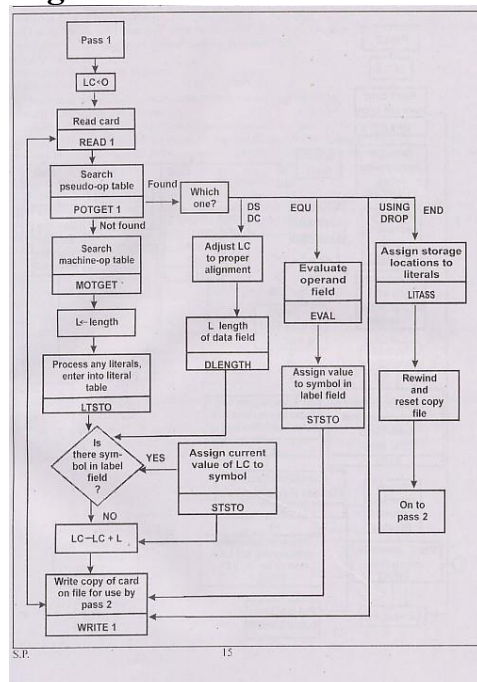 Pass 1
LC<O
Read card
READ 1
Search
pseudo-op table
POTGET 1
Found
Which
one?
Not found
Search
machine-op table
MOTGET
L← length
Process any literals,
enter into literal
table
LTSTO
Is
there sym-
bol in label
field
?
YES
NO
LC—LC + L
Write copy of card
on file for use by
pass 2
WRITE 1
DS
DC
Adjust LC
to proper
alignment
L length
of data field
DLENGTH
Assign current
value of LC to
symbol
STSTO
EQU
Evaluate
operand
field
EVAL
Assign value
to symbol in
label field
STSTO
USING
DROP
END
Assign storage
locations to
literals
LITASS
Rewind
and
reset copy
file
On to
pass 2
S.P.
15